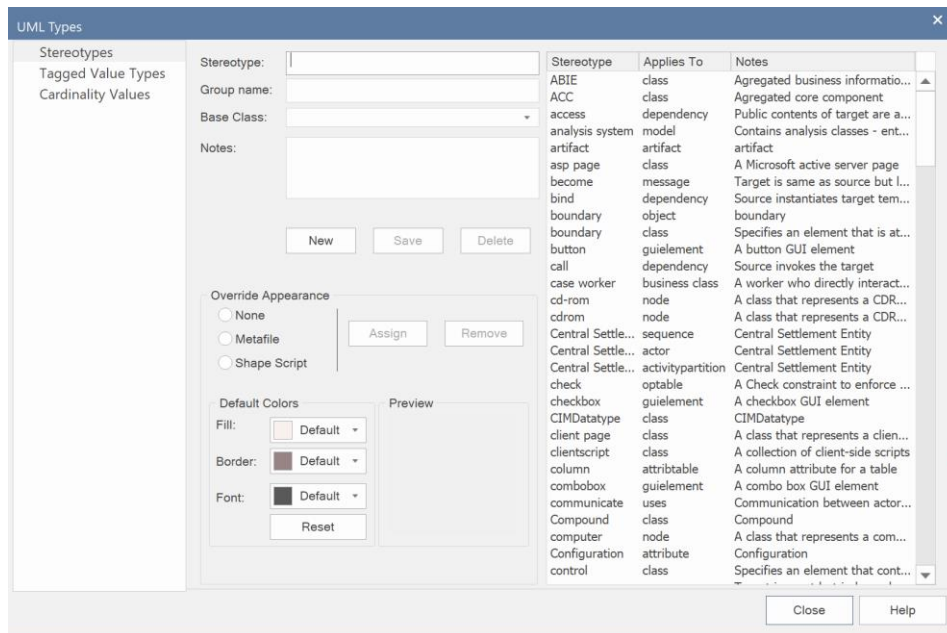 UML Types
Stereotypes
Tagged Value Types
Cardinality Values
Stereotype:
Group name:
Base Class:
Notes:
New Save Delete
Override Appearance
None
Metafile
Shape Script
Assign Remove
Default Colors
Fill: Default
Border: Default
Font: Default
Reset
Preview
Stereotype Applies To Notes
ABIE class Agregated business informatio...
ACC class Agregated core component
access dependency Public contents of target are a...
analysis system model Contains analysis classes - ent...
artifact artifact artifact
asp page class A Microsoft active server page
become message Target is same as source but l...
bind dependency Source instantiates target tem...
boundary object boundary
boundary class Specifies an element that is at...
button guielement A button GUI element
call dependency Source invokes the target
case worker business class A worker who directly interact...
cd-rom node A class that represents a CDR...
cdrom node A class that represents a CDR...
Central Settle... sequence Central Settlement Entity
Central Settle... actor Central Settlement Entity
Central Settle... activitypartition Central Settlement Entity
check optable A Check constraint to enforce ...
checkbox guielement A checkbox GUI element
CIMDatatype class CIMDatatype
client page class A class that represents a clien...
clientscript class A collection of client-side scripts
column attribtable A column attribute for a table
combobox guielement A combo box GUI element
communicate uses Communication between actor...
Compound class Compound
computer node A class that represents a com...
Configuration attribute Configuration
control class Specifies an element that cont...
Close Help